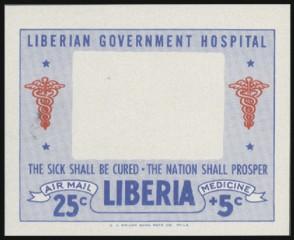 LIBERIAN GOVERNMENT HOSPITAL
THE SICK SHALL BE CURED · THE NATION SHALL PROSPER
AIR MAIL LIBERIA MEDICINE
25c +5c